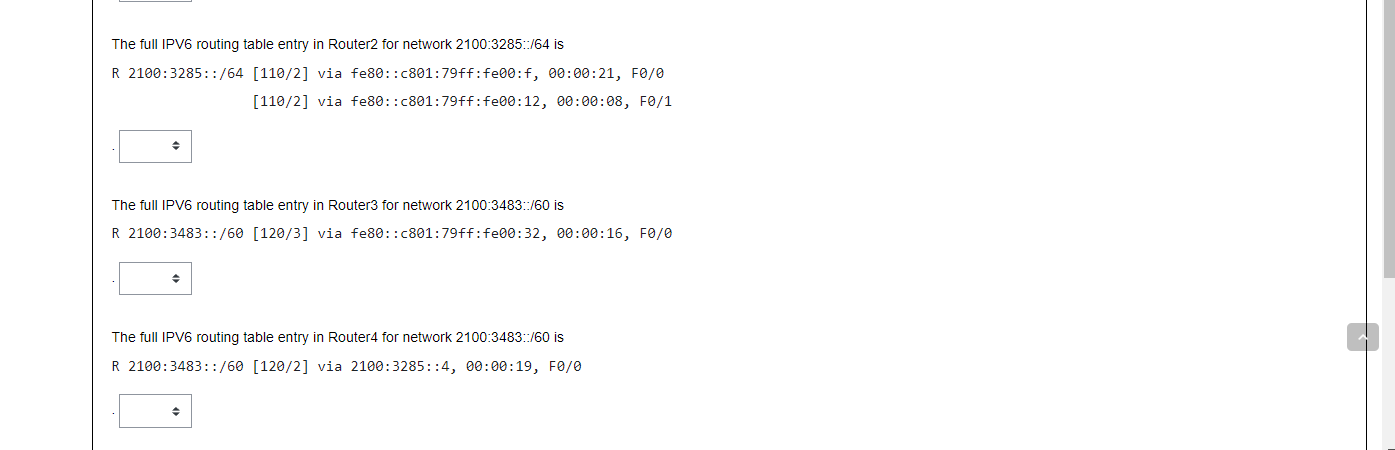 The full IPV6 routing table entry in Router2 for network 2100:3285::/64 is
R 2100:3285::/64 [110/2] via fe80::c801:79ff:fe00:f, 00:00:21, F0/0
[110/2] via fe80::c801:79ff:fe00:12, 00:00:08, F0/1
.
The full IPV6 routing table entry in Router3 for network 2100:3483::/60 is
R 2100:3483::/60 [120/3] via fe80::c801:79ff:fe00:32, 00:00:16, F0/0
.
The full IPV6 routing table entry in Router4 for network 2100:3483::/60 is
R 2100:3483::/60 [120/2] via 2100:3285::4, 00:00:19, F0/0
.